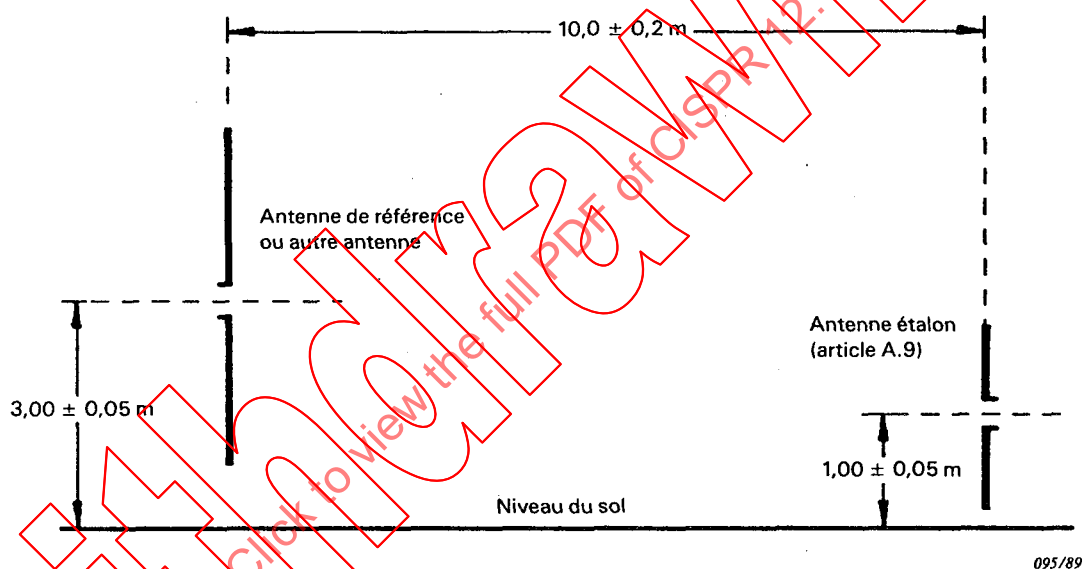 10,0 ± 0,2 m
Antenne de référence
ou autre antenne
Antenne étalon
(article A.9)
3,00 ± 0,05 m
1,00 ± 0,05 m
Niveau du sol
095/89
Click to view the full PDF of CISPR 12: